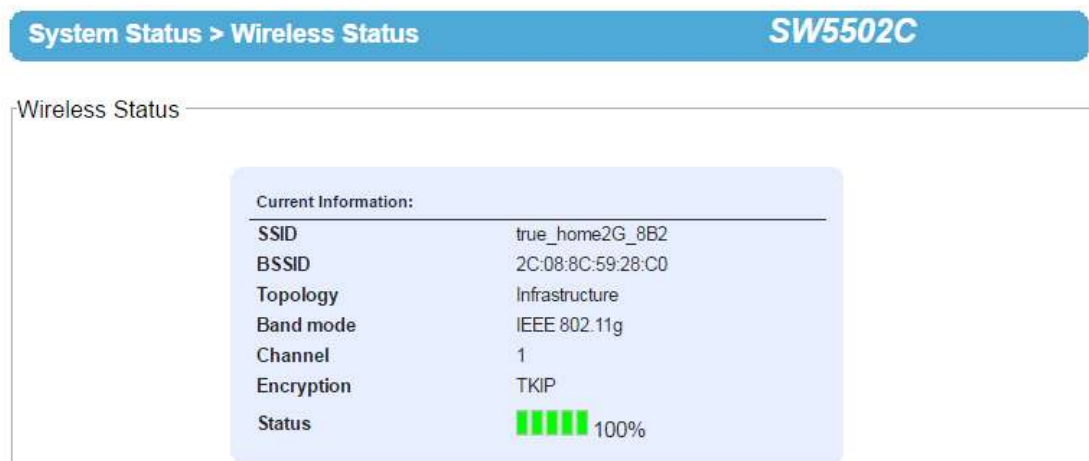 System Status > Wireless Status SW5502C
Wireless Status
Current Information:
SSID true_home2G_8B2
BSSID 2C:08:8C:59:28:C0
Topology Infrastructure
Band mode IEEE 802.11g
Channel 1
Encryption TKIP
Status 100%